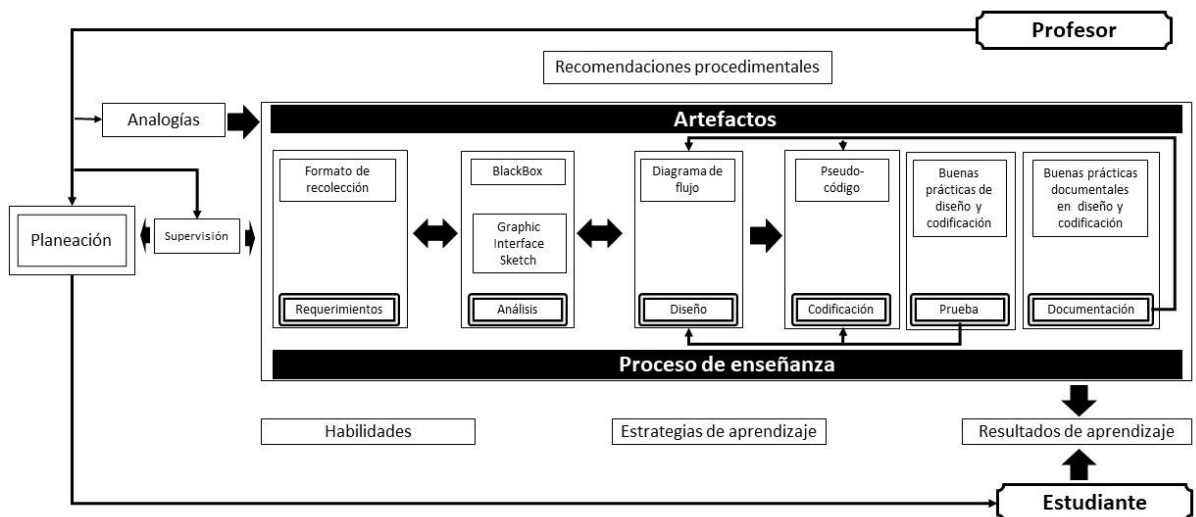 Profesor
Recomendaciones procedimentales
Analogías
Artefactos
Formato de
recolección
BlackBox
Graphic
Interface
Sketch
Diagrama de
flujo
Pseudo-
código
Buenas
prácticas de
diseño y
codificación
Buenas prácticas
documentales
en diseño y
codificación
Planeación
Supervisión
Requerimientos
Análisis
Diseño
Codificación
Prueba
Documentación
Proceso de enseñanza
Habilidades
Estrategias de aprendizaje
Resultados de aprendizaje
Estudiante